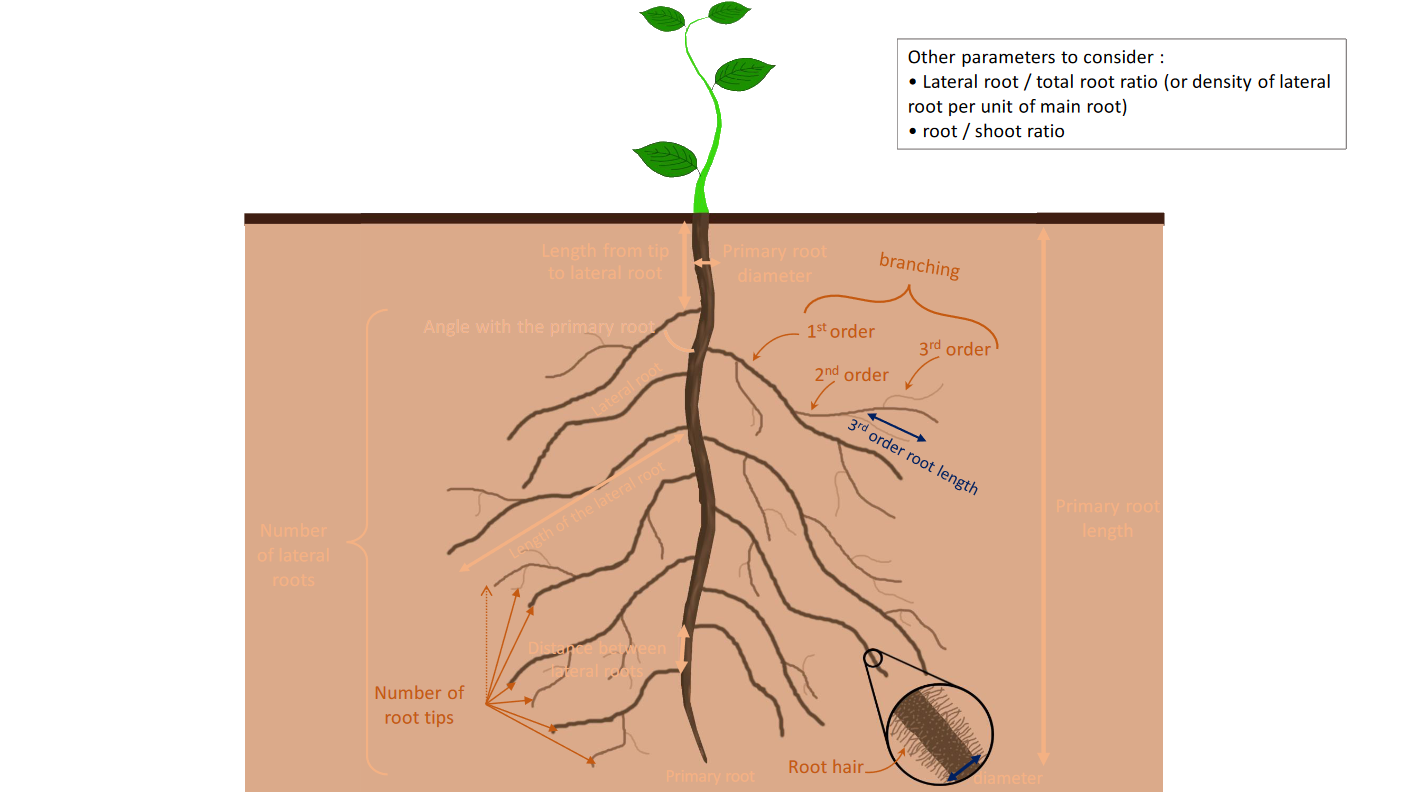 Other parameters to consider :
• Lateral root / total root ratio (or density of lateral
root per unit of main root)
• root / shoot ratio
Length from tip
to lateral root
Primary root
diameter
branching
Angle with the primary root
1st order
3rd order
2nd order
Lateral root
3rd order root length
Length of the lateral root
Primary root
length
Number
of lateral
roots
Distance between
lateral roots
Number of
root tips
Root hair
Primary root
diameter